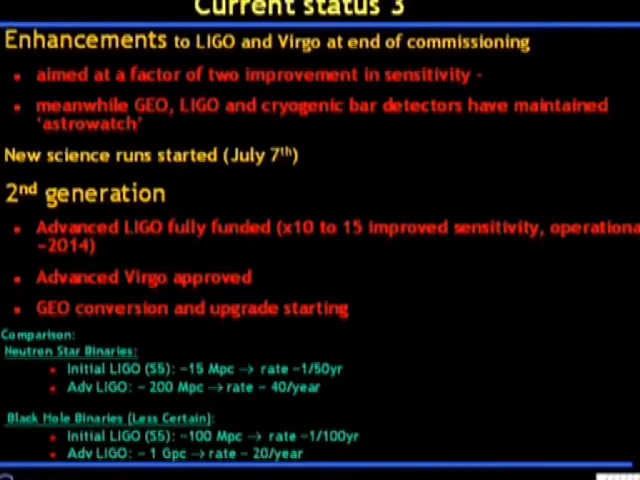 Current status 3
Enhancements to LIGO and Virgo at end of commissioning
aimed at a factor of two improvement in sensitivity -
meanwhile GEO, LIGO and cryogenic bar detectors have maintained
'astrowatch'
New science runs started (July 7th)
2nd generation
Advanced LIGO fully funded (x10 to 15 improved sensitivity, operationa
~2014)
Advanced Virgo approved
GEO conversion and upgrade starting
Comparison:
Neutron Star Binaries:
Initial LIGO (S5): ~15 Mpc → rate ~1/50yr
Adv LIGO: ~ 200 Mpc → rate ~ 40/year
Black Hole Binaries (Less Certain):
Initial LIGO (S5): ~100 Mpc → rate ~1/100yr
Adv LIGO: ~ 1 Gpc → rate ~ 20/year